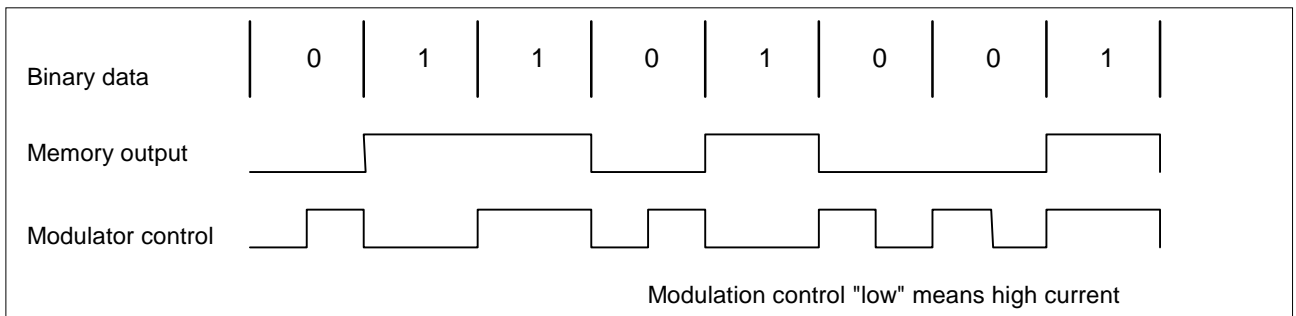 Binary data 0 1 1 0 1 0 0 1
Memory output
Modulator control
Modulation control "low" means high current